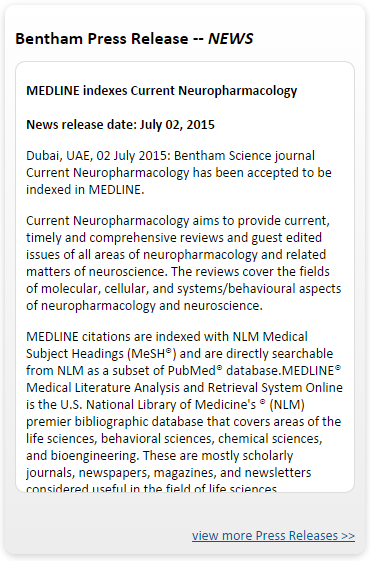 Bentham Press Release -- NEWS
MEDLINE indexes Current Neuropharmacology
News release date: July 02, 2015
Dubai, UAE, 02 July 2015: Bentham Science journal
Current Neuropharmacology has been accepted to be
indexed in MEDLINE.
Current Neuropharmacology aims to provide current,
timely and comprehensive reviews and guest edited
issues of all areas of neuropharmacology and related
matters of neuroscience. The reviews cover the fields
of molecular, cellular, and systems/behavioural aspects
of neuropharmacology and neuroscience.
MEDLINE citations are indexed with NLM Medical
Subject Headings (MeSH®) and are directly searchable
from NLM as a subset of PubMed® database.MEDLINE®
Medical Literature Analysis and Retrieval System Online
is the U.S. National Library of Medicine's ® (NLM)
premier bibliographic database that covers areas of the
life sciences, behavioral sciences, chemical sciences,
and bioengineering. These are mostly scholarly
journals, newspapers, magazines, and newsletters
considered useful in the field of life sciences
view more Press Releases >>